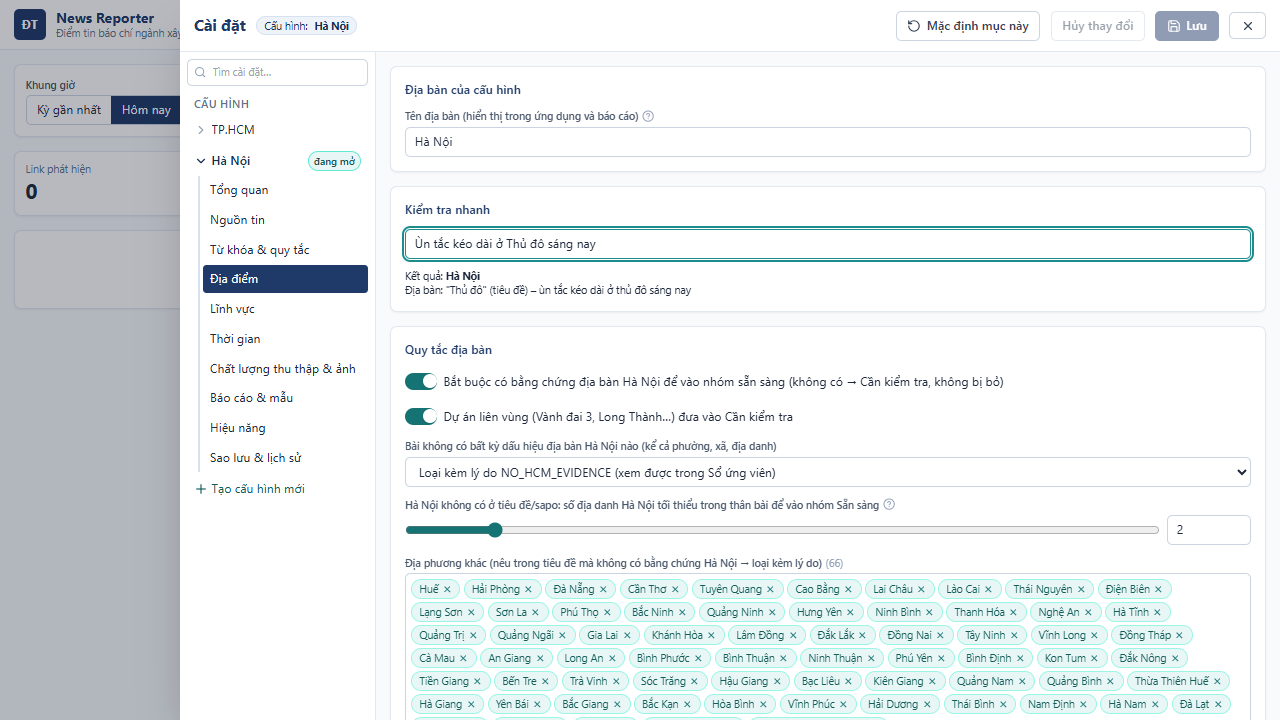 ĐT
News Reporter
Điểm tin báo chí ngành xây
Khung giờ
Kỳ gần nhất
Hôm nay
Link phát hiện
0
Cài đặt
Cấu hình: Hà Nội
Mặc định mục này
Hủy thay đổi
Lưu
Tìm cài đặt...
CẤU HÌNH
TP.HCM
Hà Nội
đang mở
Tổng quan
Nguồn tin
Từ khóa & quy tắc
Địa điểm
Lĩnh vực
Thời gian
Chất lượng thu thập & ảnh
Báo cáo & mẫu
Hiệu năng
Sao lưu & lịch sử
Tạo cấu hình mới
Địa bàn của cấu hình
Tên địa bàn (hiển thị trong ứng dụng và báo cáo)
Hà Nội
Kiểm tra nhanh
Ùn tắc kéo dài ở Thủ đô sáng nay
Kết quả: Hà Nội
Địa bàn: "Thủ đô" (tiêu đề) – ùn tắc kéo dài ở thủ đô sáng nay
Quy tắc địa bàn
Bắt buộc có bằng chứng địa bàn Hà Nội để vào nhóm sẵn sàng (không có → Cần kiểm tra, không bị bỏ)
Dự án liên vùng (Vành đai 3, Long Thành...) đưa vào Cần kiểm tra
Bài không có bất kỳ dấu hiệu địa bàn Hà Nội nào (kể cả phường, xã, địa danh)
Loại kèm lý do NO_HCM_EVIDENCE (xem được trong Sổ ứng viên)
Hà Nội không có ở tiêu đề/sapo: số địa danh Hà Nội tối thiểu trong thân bài để vào nhóm Sẵn sàng
2
Địa phương khác (nêu trong tiêu đề mà không có bằng chứng Hà Nội → loại kèm lý do) (66)
Huế × Hải Phòng × Đà Nẵng × Cần Thơ × Tuyên Quang × Cao Bằng × Lai Châu × Lào Cai × Thái Nguyên × Điện Biên ×
Lạng Sơn × Sơn La × Phú Thọ × Bắc Ninh × Quảng Ninh × Hưng Yên × Ninh Bình × Thanh Hóa × Nghệ An × Hà Tĩnh ×
Quảng Trị × Quảng Ngãi × Gia Lai × Khánh Hòa × Lâm Đồng × Đắk Lắk × Đồng Nai × Tây Ninh × Vĩnh Long × Đồng Tháp ×
Cà Mau × An Giang × Long An × Bình Phước × Bình Thuận × Ninh Thuận × Phú Yên × Bình Định × Kon Tum × Đắk Nông ×
Tiền Giang × Bến Tre × Trà Vinh × Sóc Trăng × Hậu Giang × Bạc Liêu × Kiên Giang × Quảng Nam × Quảng Bình × Thừa Thiên Huế ×
Hà Giang × Yên Bái × Bắc Giang × Bắc Kạn × Hòa Bình × Vĩnh Phúc × Hải Dương × Thái Bình × Nam Định × Hà Nam × Đà Lạt ×